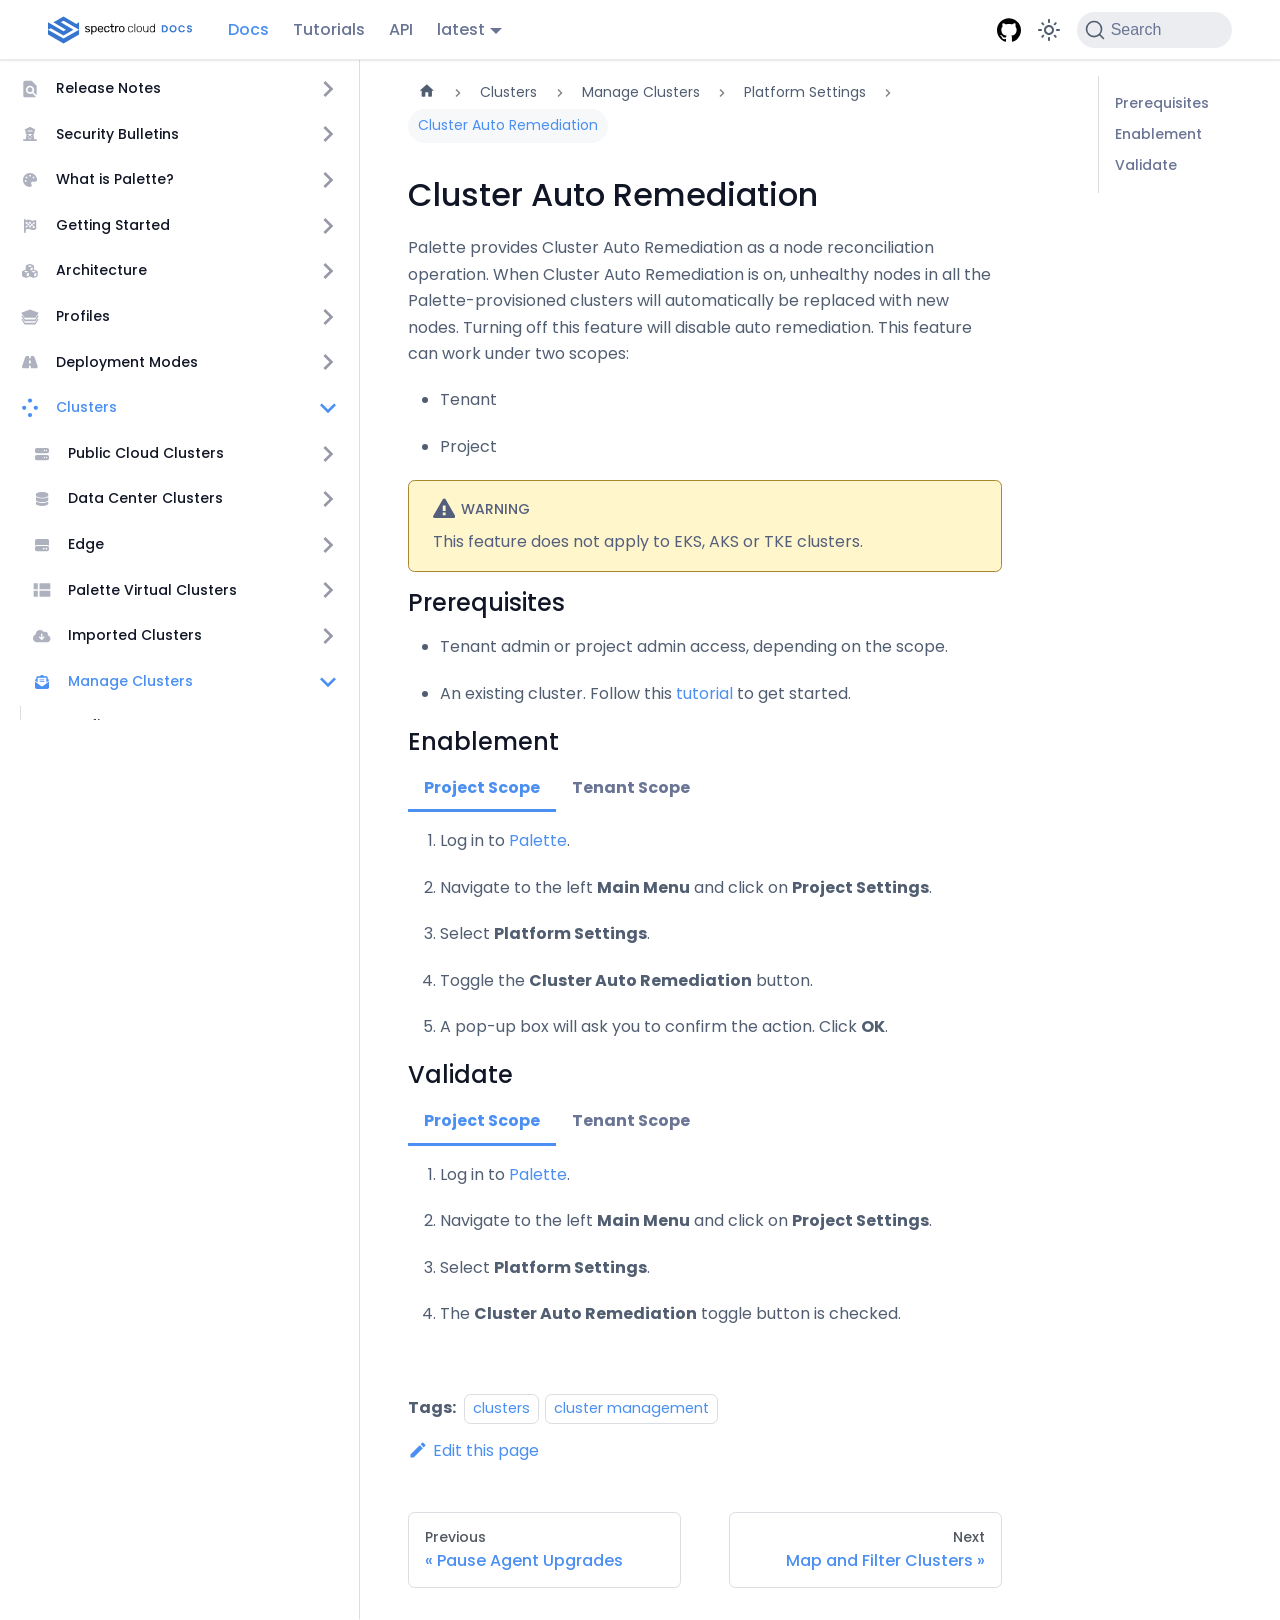 spectro cloud DOCS Docs Tutorials API latest Search
Release Notes
Security Bulletins
What is Palette?
Getting Started
Architecture
Profiles
Deployment Modes
Clusters
Public Cloud Clusters
Data Center Clusters
Edge
Palette Virtual Clusters
Imported Clusters
Manage Clusters
Clusters Manage Clusters Platform Settings
Cluster Auto Remediation
Cluster Auto Remediation
Palette provides Cluster Auto Remediation as a node reconciliation
operation. When Cluster Auto Remediation is on, unhealthy nodes in all the
Palette-provisioned clusters will automatically be replaced with new
nodes. Turning off this feature will disable auto remediation. This feature
can work under two scopes:
Tenant
Project
WARNING
This feature does not apply to EKS, AKS or TKE clusters.
Prerequisites
Tenant admin or project admin access, depending on the scope.
An existing cluster. Follow this tutorial to get started.
Enablement
Project Scope Tenant Scope
1. Log in to Palette.
2. Navigate to the left Main Menu and click on Project Settings.
3. Select Platform Settings.
4. Toggle the Cluster Auto Remediation button.
5. A pop-up box will ask you to confirm the action. Click OK.
Validate
Project Scope Tenant Scope
1. Log in to Palette.
2. Navigate to the left Main Menu and click on Project Settings.
3. Select Platform Settings.
4. The Cluster Auto Remediation toggle button is checked.
Tags: clusters cluster management
Edit this page
Previous
« Pause Agent Upgrades
Next
Map and Filter Clusters »
Prerequisites
Enablement
Validate